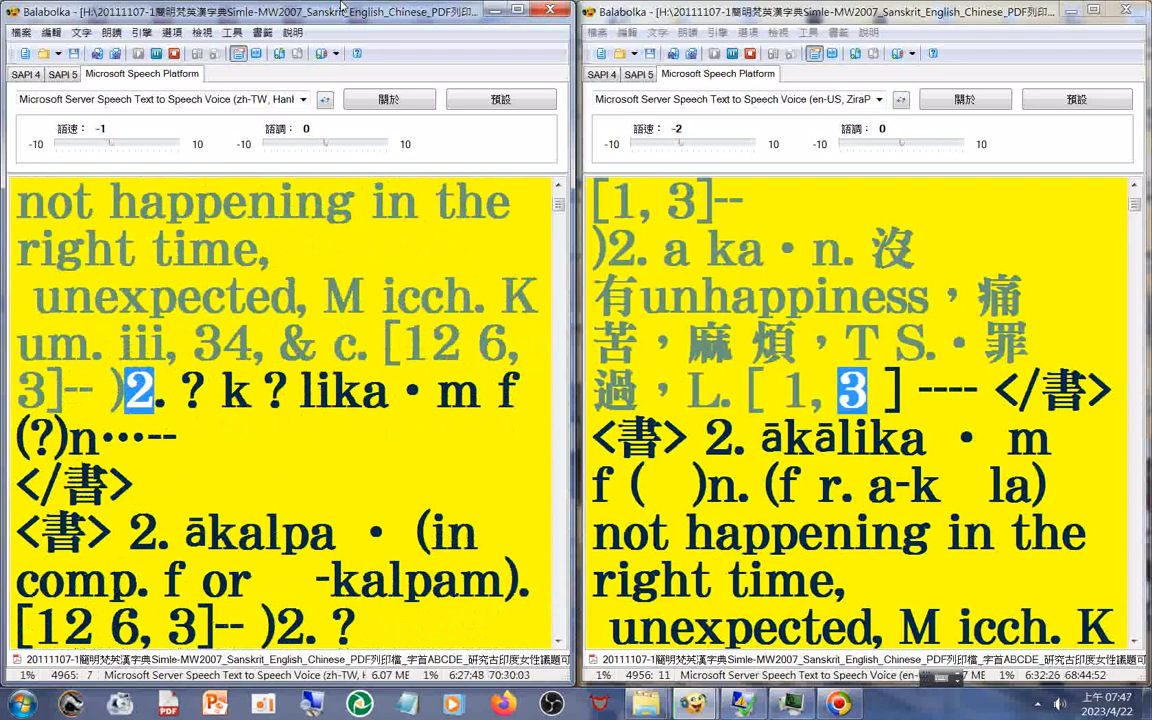 Balabolka - [H:\20111107-1簡明梵英漢字典Simle-MW2007_Sanskrit_English_Chinese_PDF列印...
檔案 編輯 文字 朗讀 引擎 選項 檢視 工具 書籤 說明
SAPI 4 SAPI 5 Microsoft Speech Platform
Microsoft Server Speech Text to Speech Voice (zh-TW, Hanl 關於 預設
語速： -1 語調： 0
-10 10 -10 10
not happening in the
right time,
unexpected, M icch. K
um. iii, 34, & c. [12 6,
3]-- )2. ? k ? lika • m f
(?)n…--
</書>
<書> 2. ākalpa • (in
comp. f or -kalpam).
[12 6, 3]-- )2. ?
20111107-1簡明梵英漢字典Simle-MW2007_Sanskrit_English_Chinese_PDF列印檔_字首ABCDE_研究古印度女性議題可
1% 4965: 7 Microsoft Server Speech Text to Speech Voice (zh-TW, H 6.07 ME 1% 6:27:48 70:30:03
Balabolka - [H:\20111107-1簡明梵英漢字典Simle-MW2007_Sanskrit_English_Chinese_PDF列印...
檔案 編輯 文字 朗讀 引擎 選項 檢視 工具 書籤 說明
SAPI 4 SAPI 5 Microsoft Speech Platform
Microsoft Server Speech Text to Speech Voice (en-US, ZiraP 關於 預設
語速： -2 語調： 0
-10 10 -10 10
[1, 3]--
)2. a ka • n. 沒
有unhappiness，痛
苦，麻 煩，T S.•罪
過，L. [ 1, 3 ] ---- </書>
<書> 2. ākālika • m
f ( )n. (f r. a-k la)
not happening in the
right time,
unexpected, M icch. K
20111107-1簡明梵英漢字典Simle-MW2007_Sanskrit_English_Chinese_PDF列印檔_字首ABCDE_研究古印度女性議題可
1% 4956: 11 Microsoft Server Speech Text to Speech Voice (en-US, ME 1% 6:32:26 68:44:52
上午 07:47
2023/4/22